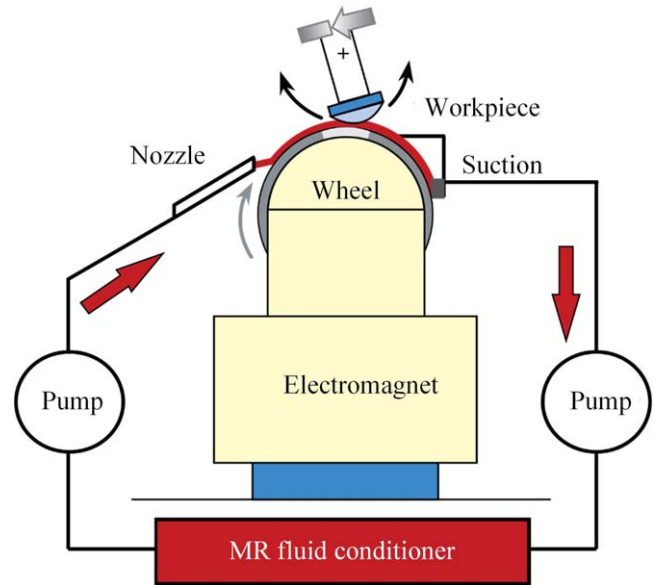 +
Workpiece
Nozzle
Suction
Wheel
Electromagnet
Pump
Pump
MR fluid conditioner